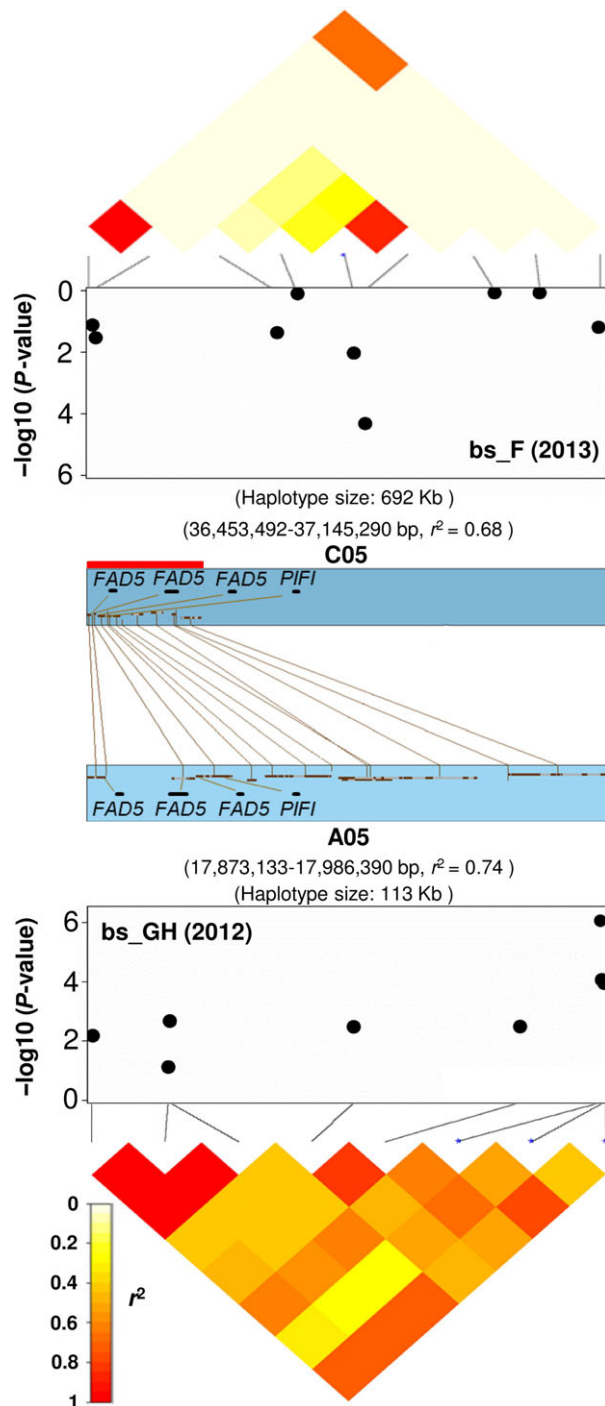 0
2
4
6
−log10 (P-value)
bs_F (2013)
(Haplotype size: 692 Kb )
(36,453,492-37,145,290 bp, r² = 0.68 )
C05
FAD5 FAD5 FAD5 PIFI
FAD5 FAD5 FAD5 PIFI
A05
(17,873,133-17,986,390 bp, r² = 0.74 )
(Haplotype size: 113 Kb )
bs_GH (2012)
6
4
2
0
−log10 (P-value)
0
0.2
0.4
0.6
0.8
1
r²